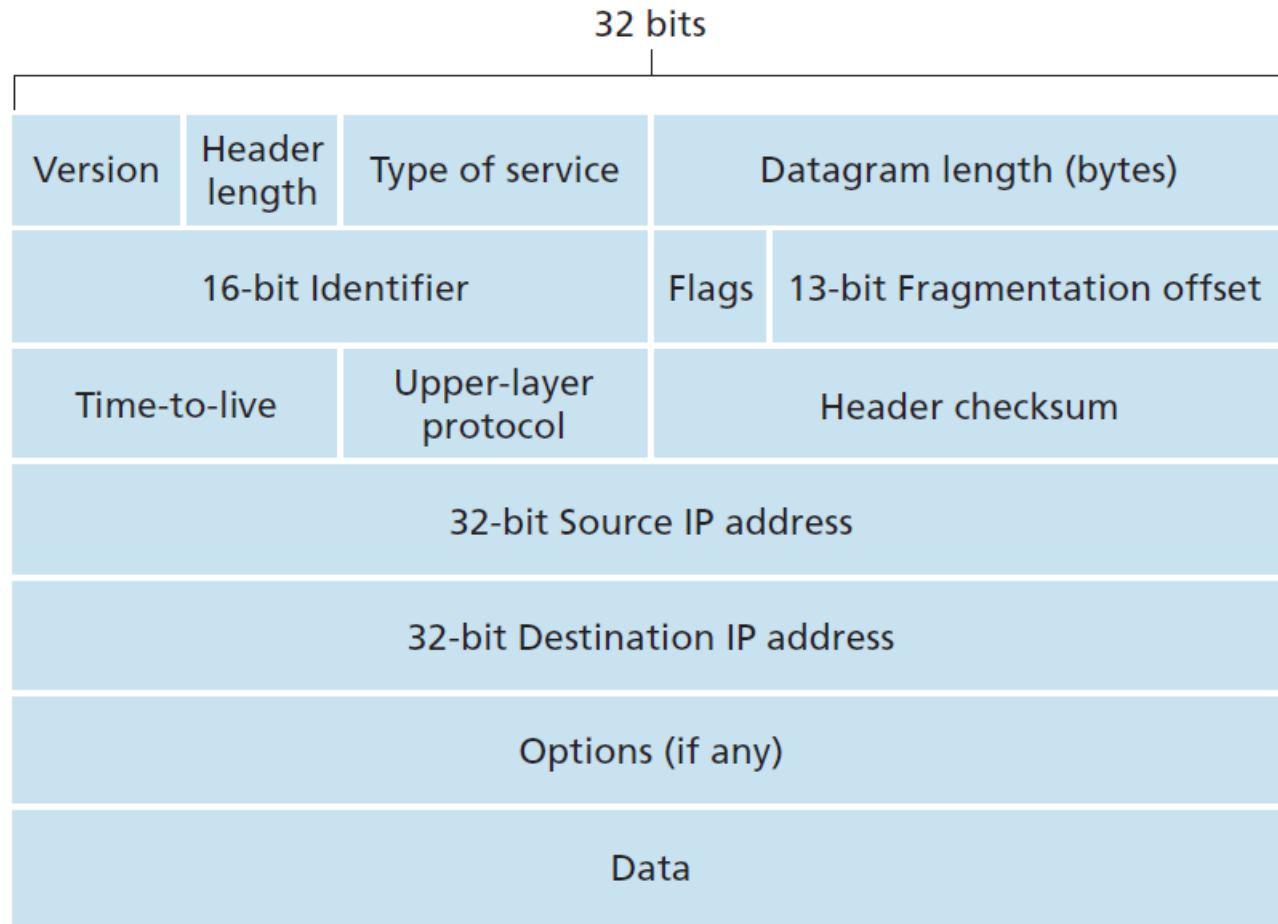 32 bits
Version
Header
length
Type of service
Datagram length (bytes)
16-bit Identifier
Flags
13-bit Fragmentation offset
Time-to-live
Upper-layer
protocol
Header checksum
32-bit Source IP address
32-bit Destination IP address
Options (if any)
Data